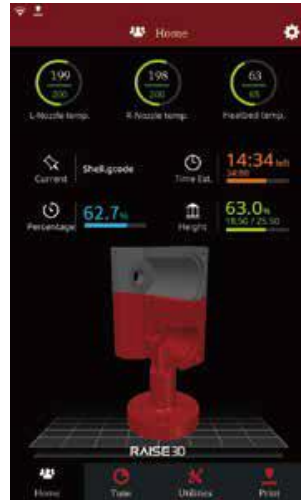 Home
199
200
198
200
63
65
L-Nozzle temp.
R-Nozzle temp.
Heatbed temp.
Current
Shell.gcode
Time Est.
14:34 left
Percentage
62.7%
Height
63.0%
18.50 / 25.50
RAISE3D
Home
Tune
Utilities
Print